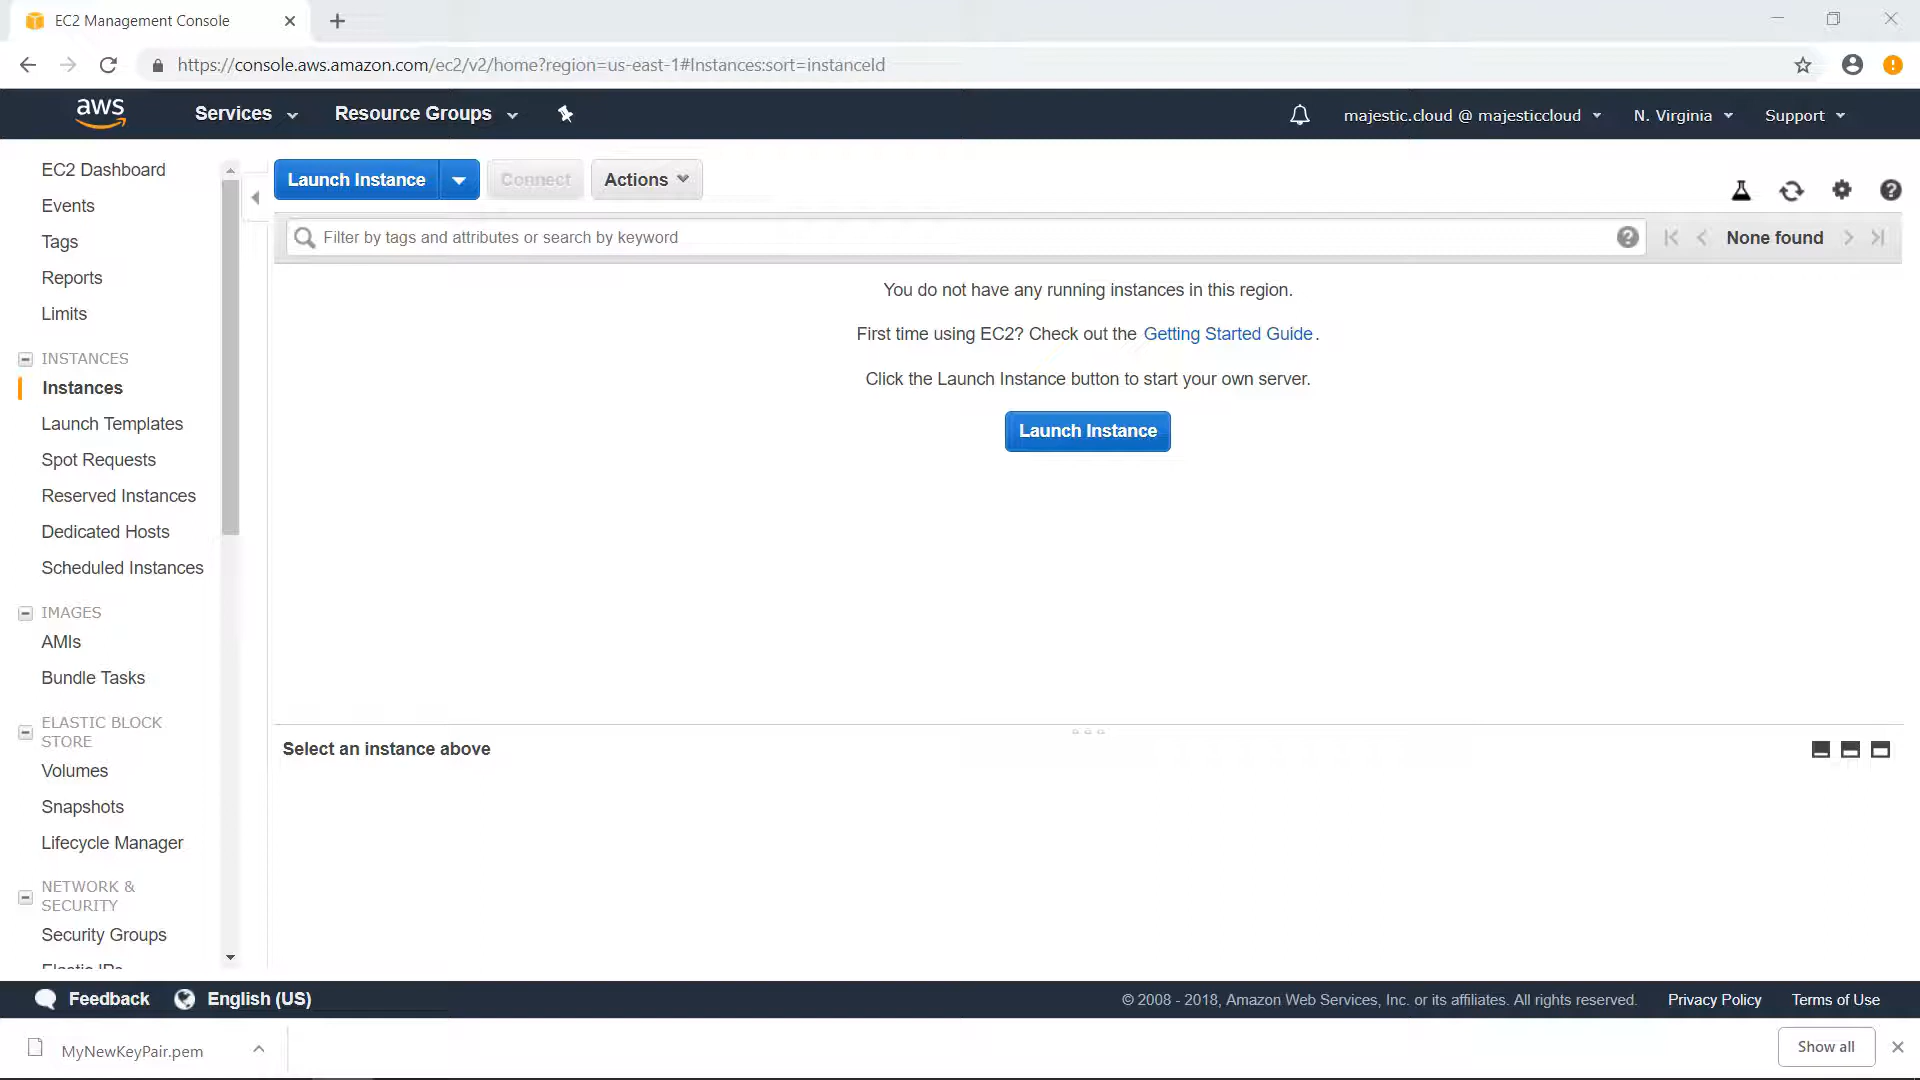 EC2 Management Console
https://console.aws.amazon.com/ec2/v2/home?region=us-east-1#Instances:sort=instanceId
aws
Services
Resource Groups
majestic.cloud @ majesticcloud
N. Virginia
Support
EC2 Dashboard
Events
Tags
Reports
Limits
INSTANCES
Instances
Launch Templates
Spot Requests
Reserved Instances
Dedicated Hosts
Scheduled Instances
IMAGES
AMIs
Bundle Tasks
ELASTIC BLOCK
STORE
Volumes
Snapshots
Lifecycle Manager
NETWORK &
SECURITY
Security Groups
Elastic IPs
Launch Instance
Connect
Actions
Filter by tags and attributes or search by keyword
None found
You do not have any running instances in this region.
First time using EC2? Check out the Getting Started Guide.
Click the Launch Instance button to start your own server.
Launch Instance
Select an instance above
Feedback
English (US)
© 2008 - 2018, Amazon Web Services, Inc. or its affiliates. All rights reserved.
Privacy Policy
Terms of Use
MyNewKeyPair.pem
Show all